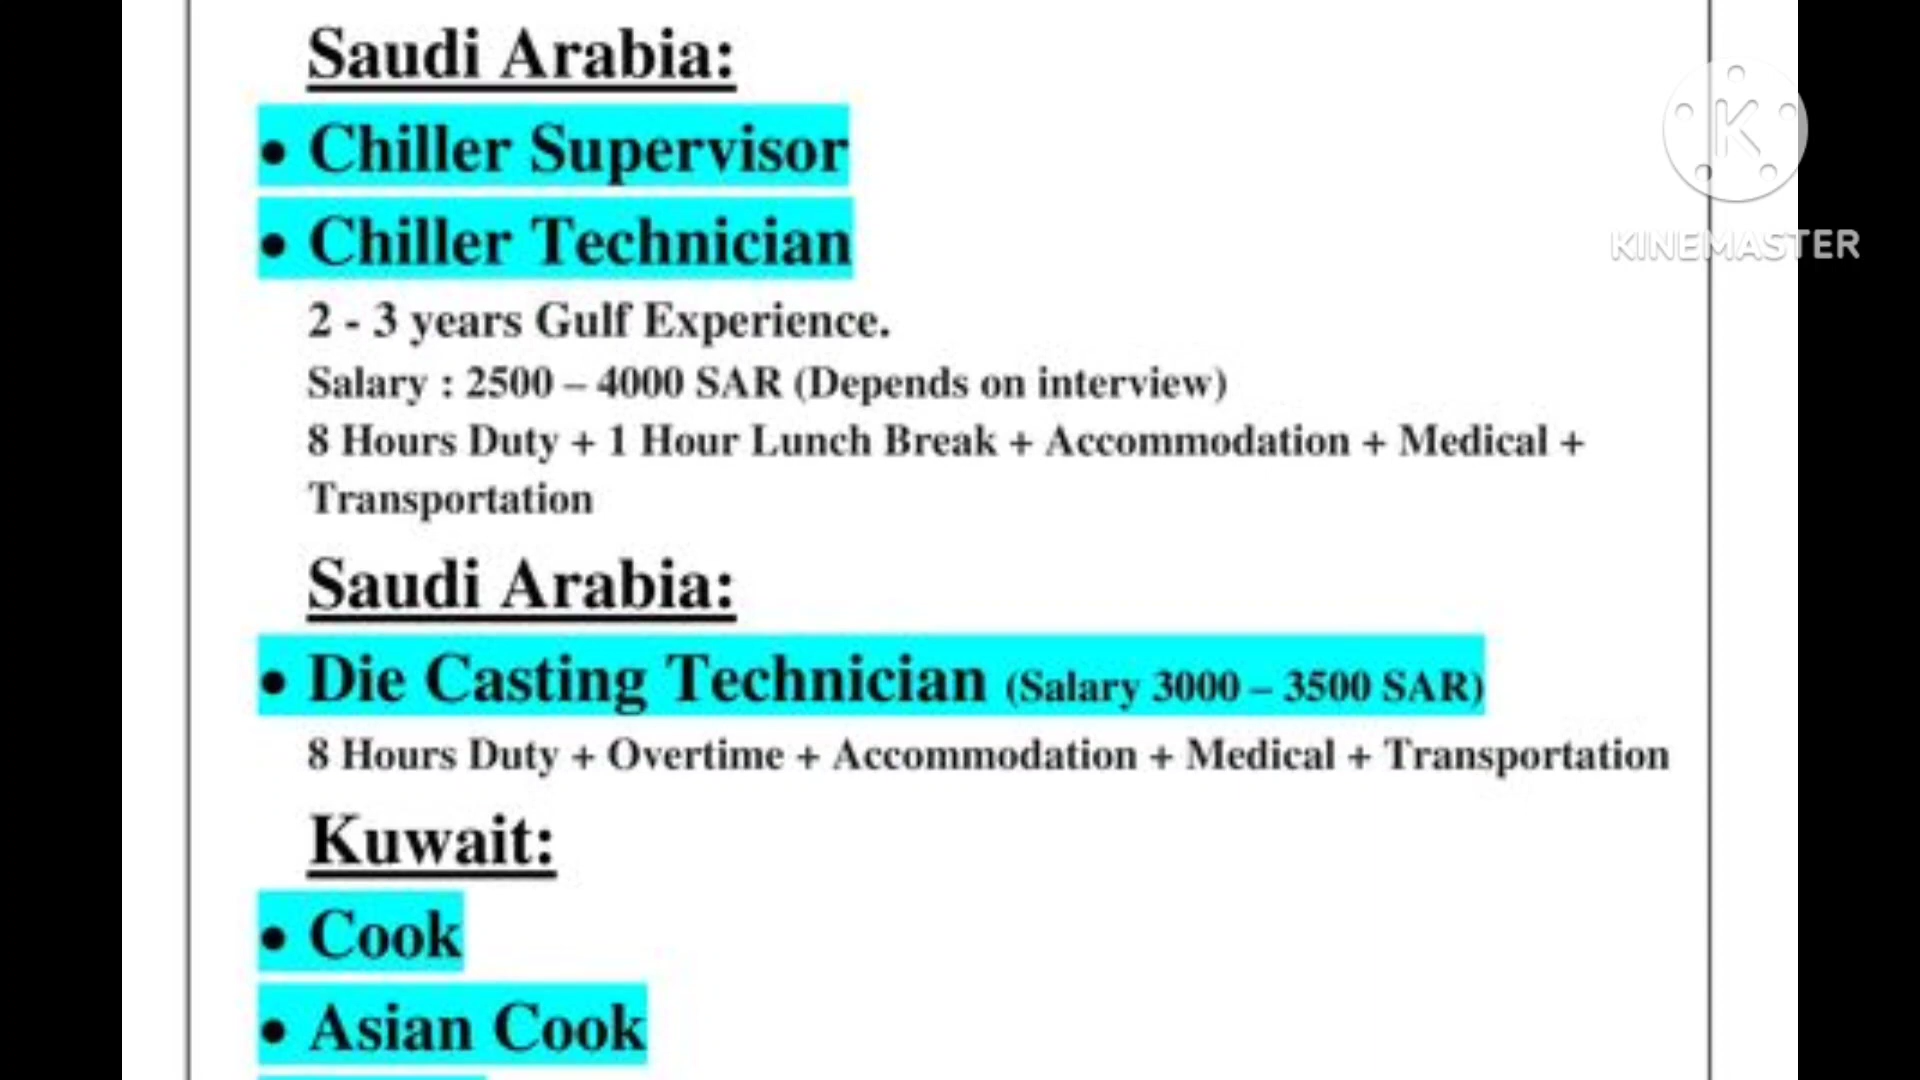 Saudi Arabia:
• Chiller Supervisor
• Chiller Technician
2 - 3 years Gulf Experience.
Salary : 2500 – 4000 SAR (Depends on interview)
8 Hours Duty + 1 Hour Lunch Break + Accommodation + Medical +
Transportation
Saudi Arabia:
• Die Casting Technician (Salary 3000 – 3500 SAR)
8 Hours Duty + Overtime + Accommodation + Medical + Transportation
Kuwait:
• Cook
• Asian Cook
K
KINEMASTER